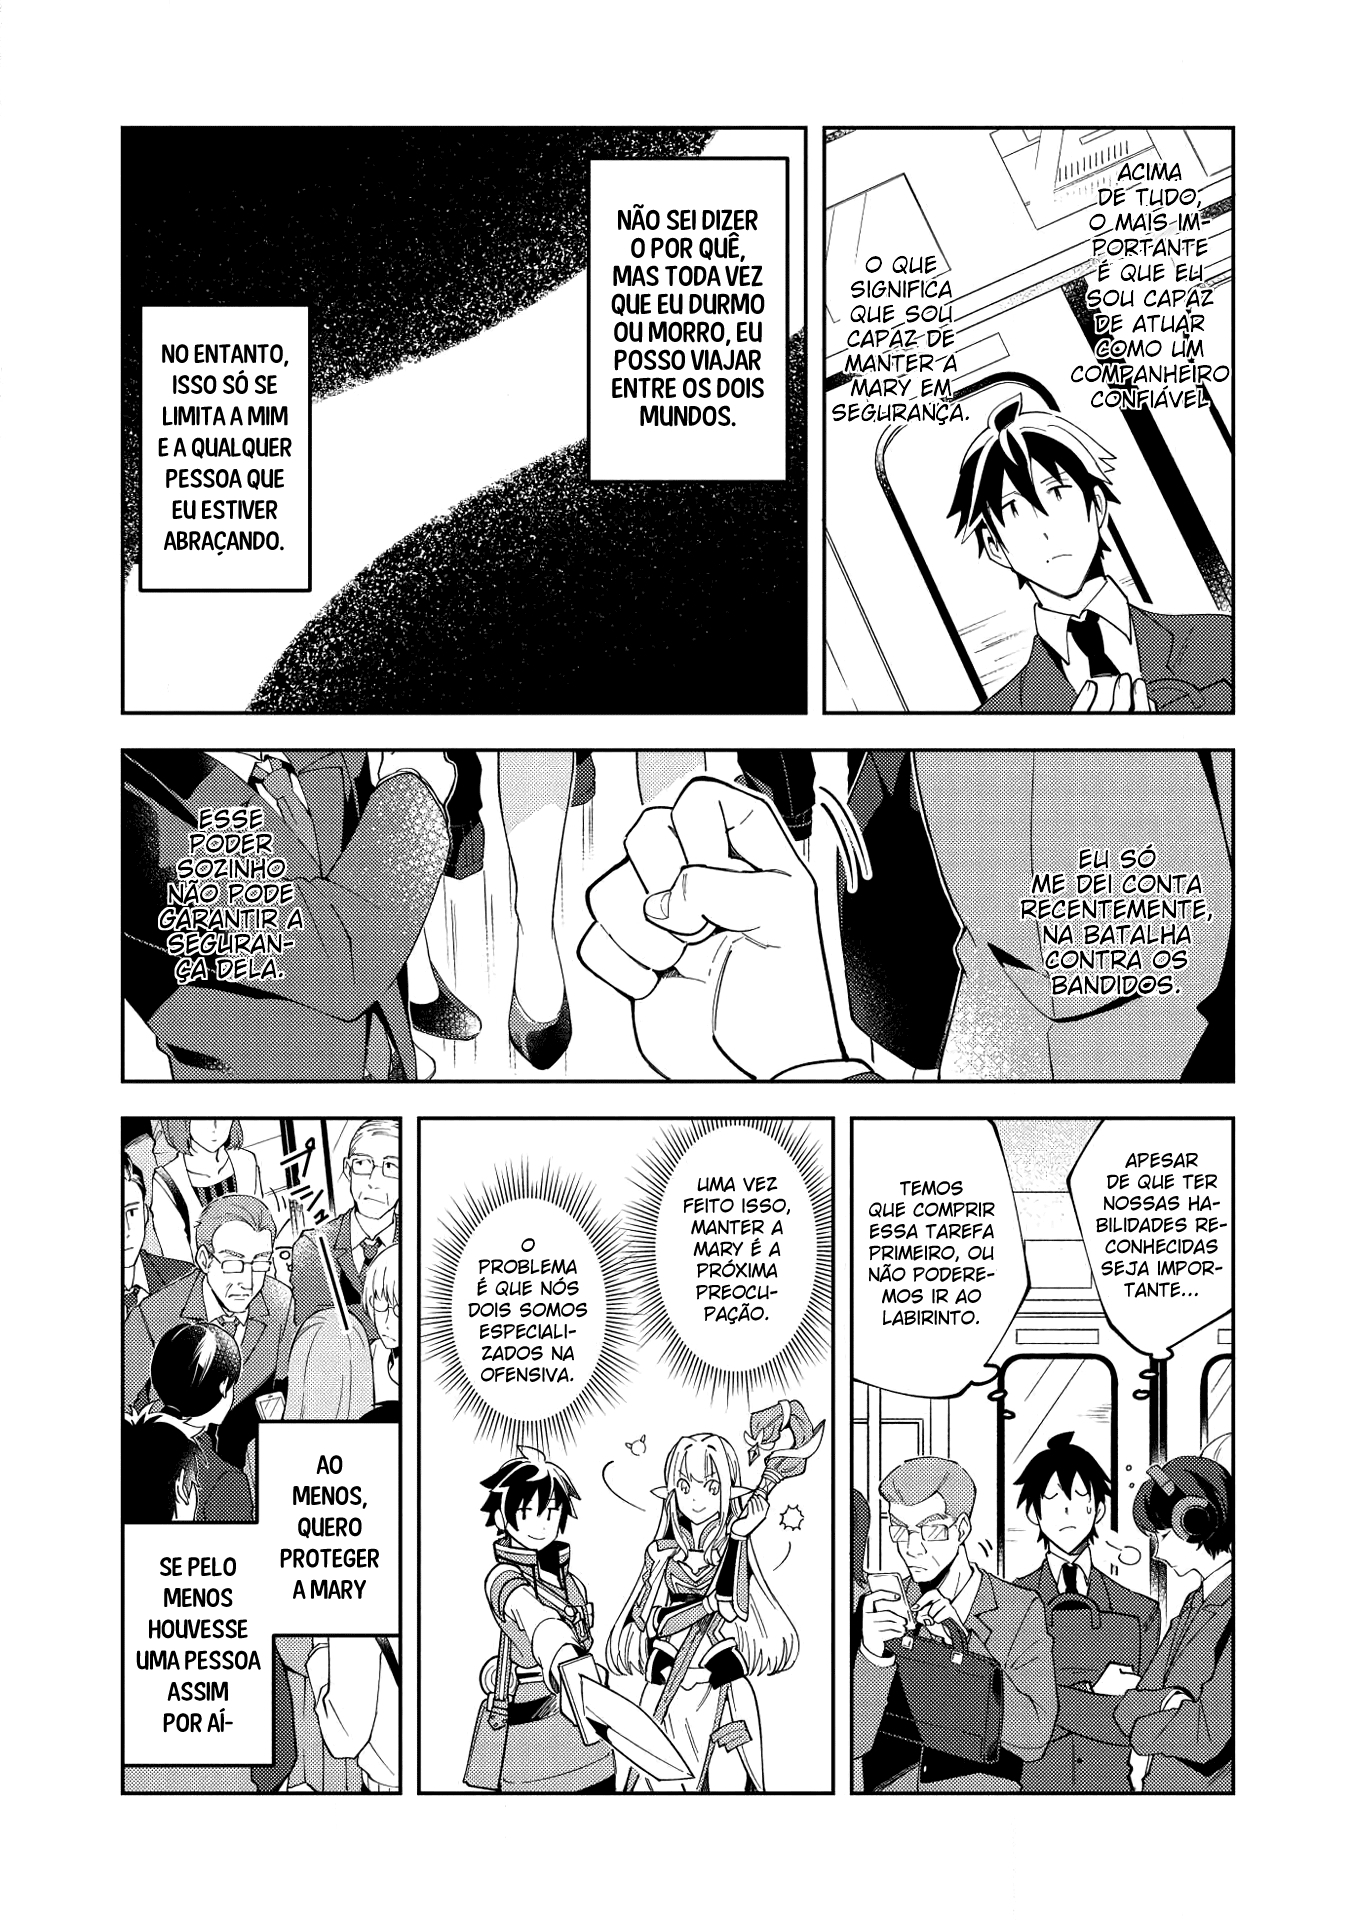 ACIMA
DE TUDO,
O MAIS IM-
PORTANTE
É QUE EU
SOU CAPAZ
DE ATUAR
COMO UM
COMPANHEIRO
CONFIÁVEL
O QUE
SIGNIFICA
QUE SOU
CAPAZ DE
MANTER A
MARY EM
SEGURANÇA.
NÃO SEI DIZER
O POR QUÊ,
MAS TODA VEZ
QUE EU DURMO
OU MORRO, EU
POSSO VIAJAR
ENTRE OS DOIS
MUNDOS.
NO ENTANTO,
ISSO SÓ SE
LIMITA A MIM
E A QUALQUER
PESSOA QUE
EU ESTIVER
ABRAÇANDO.
EU SÓ
ME DEI CONTA
RECENTEMENTE,
NA BATALHA
CONTRA OS
BANDIDOS.
ESSE
PODER
SOZINHO
NÃO PODE
GARANTIR A
SEGURAN-
ÇA DELA.
APESAR
DE QUE TER
NOSSAS HA-
BILIDADES RE-
CONHECIDAS
SEJA IMPOR-
TANTE...
TEMOS
QUE COMPRIR
ESSA TAREFA
PRIMEIRO, OU
NÃO PODERE-
MOS IR AO
LABIRINTO.
UMA VEZ
FEITO ISSO,
MANTER A
MARY É A
PRÓXIMA
PREOCU-
PAÇÃO.
O
PROBLEMA
É QUE NÓS
DOIS SOMOS
ESPECIALI-
ZADOS NA
OFENSIVA.
AO
MENOS,
QUERO
PROTEGER
A MARY
SE PELO
MENOS
HOUVESSE
UMA PESSOA
ASSIM
POR AÍ-